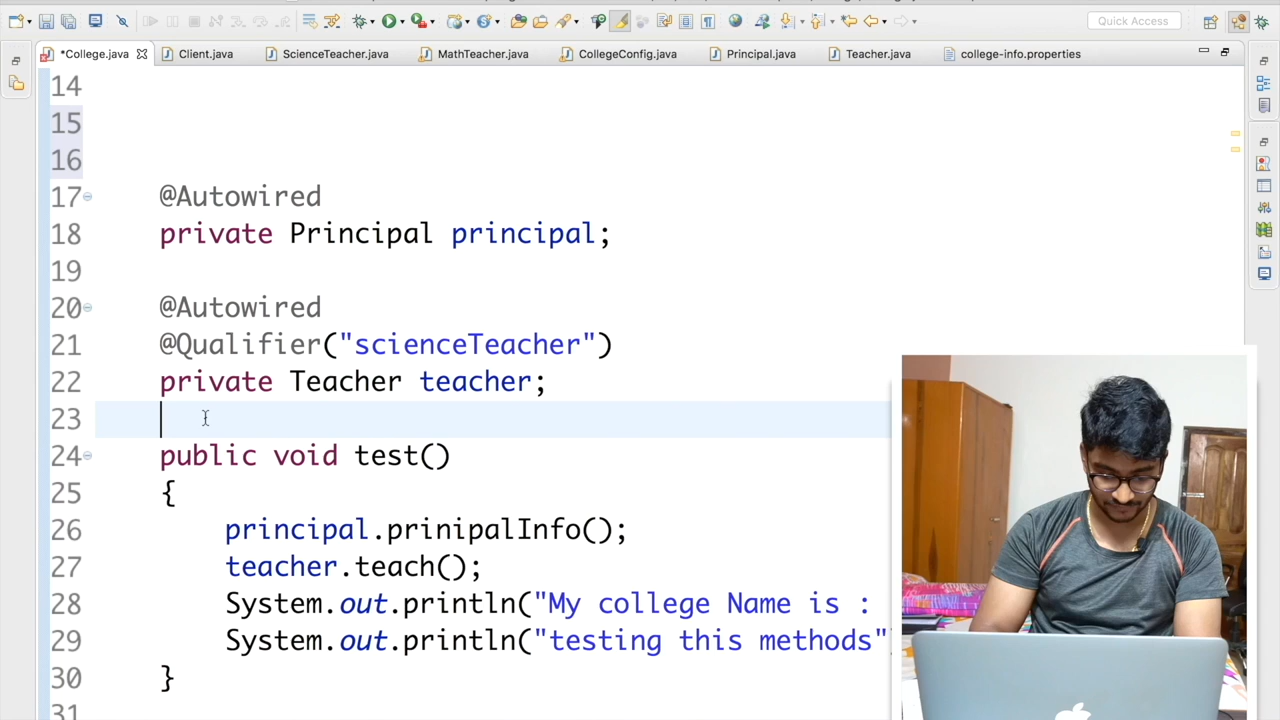 Quick Access
*College.java
Client.java
ScienceTeacher.java
MathTeacher.java
CollegeConfig.java
Principal.java
Teacher.java
college-info.properties
14
15
16
17 @Autowired
18 private Principal principal;
19
20 @Autowired
21 @Qualifier("scienceTeacher")
22 private Teacher teacher;
23
24 public void test()
25 {
26 principal.prinipalInfo();
27 teacher.teach();
28 System.out.println("My college Name is :
29 System.out.println("testing this methods"
30 }
31